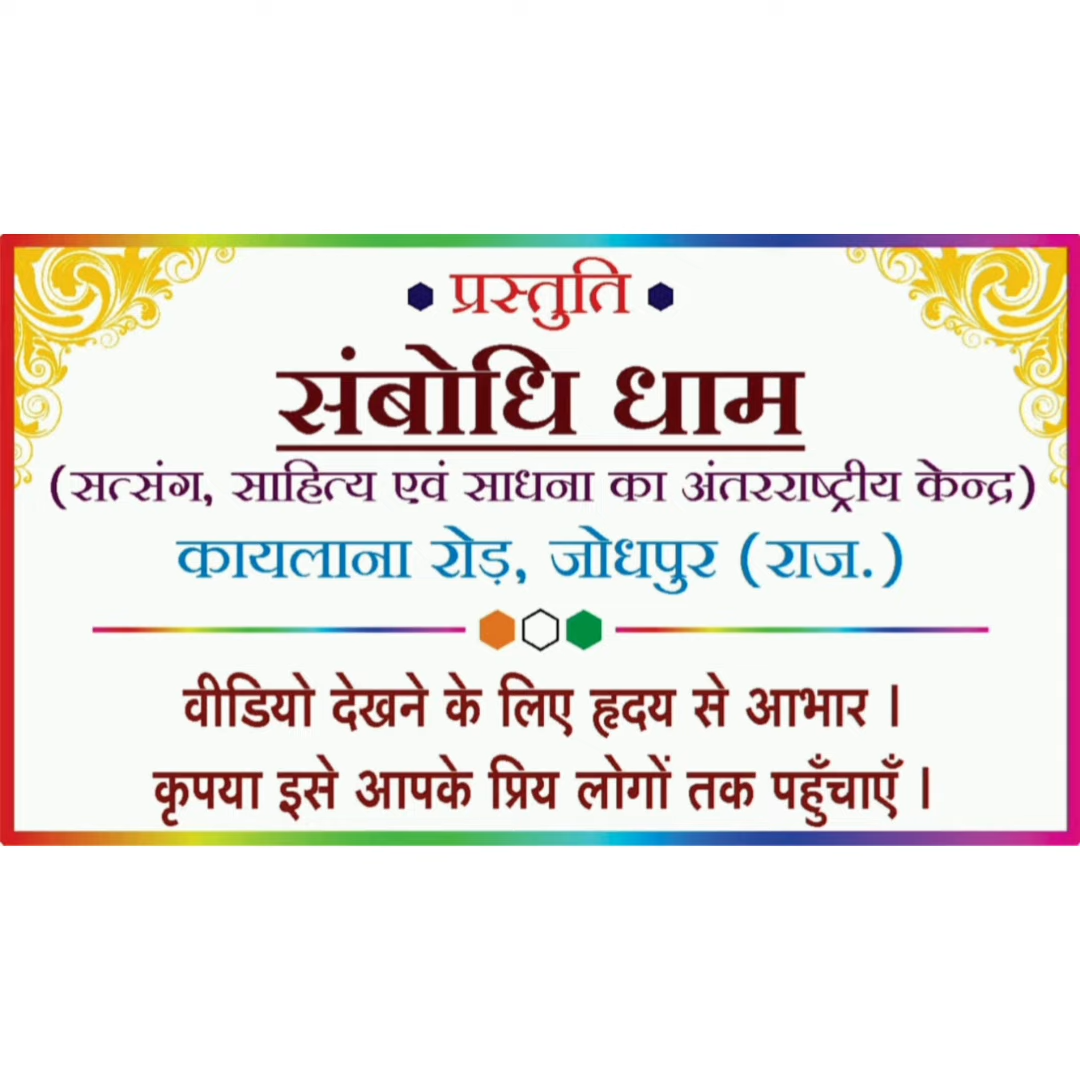 प्रस्तुति
संबोधि धाम
(सत्संग, साहित्य एवं साधना का अंतरराष्ट्रीय केन्द्र)
कायलाना रोड़, जोधपुर (राज.)
वीडियो देखने के लिए हृदय से आभार ।
कृपया इसे आपके प्रिय लोगों तक पहुँचाएँ ।